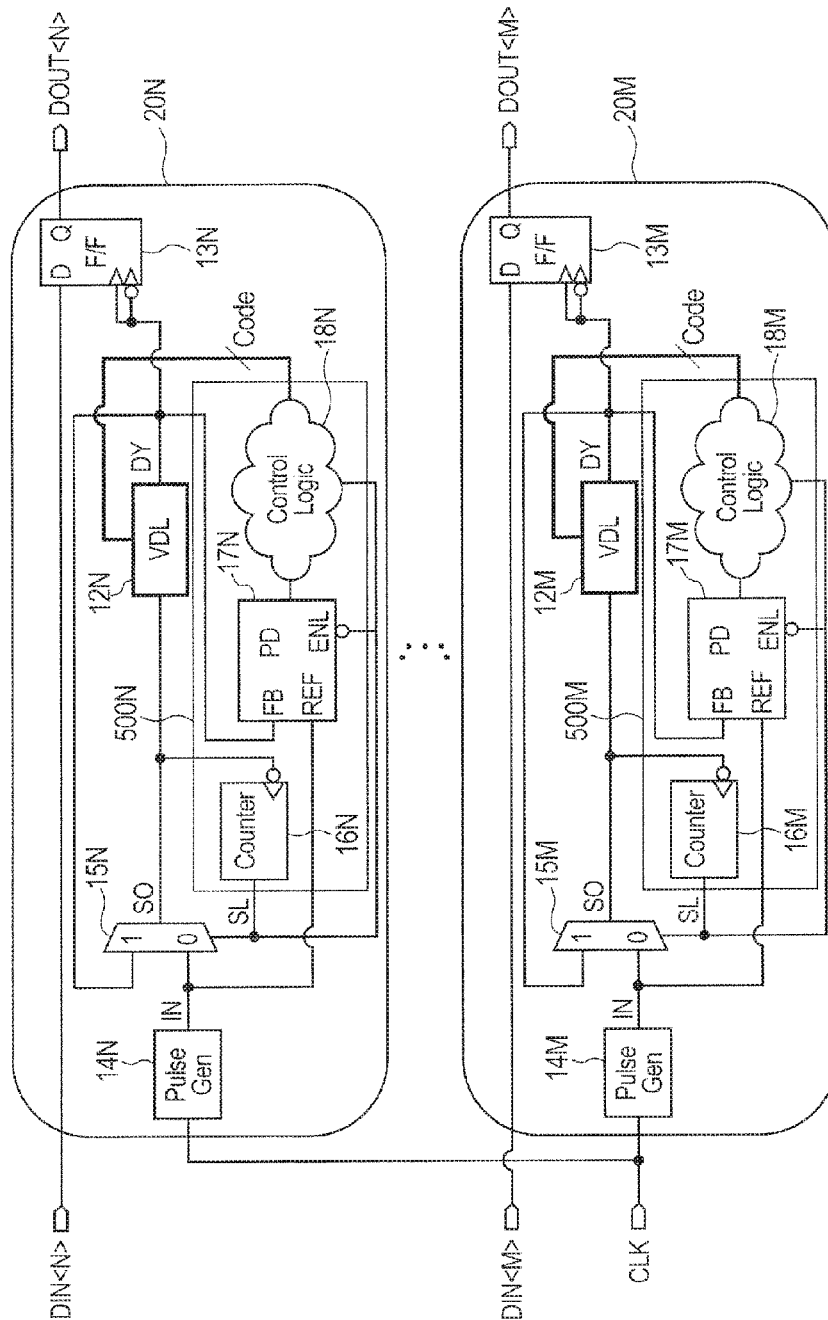 DIN<N>
DOUT<N>
20N
14N
Pulse
Gen
IN
15N
1
0
SO
SL
Counter
16N
500N
12N
VDL
DY
FB
REF
PD
ENL
17N
Control
Logic
18N
Code
D
Q
F/F
13N
DIN<M>
DOUT<M>
20M
CLK
14M
Pulse
Gen
IN
15M
1
0
SO
SL
Counter
16M
500M
12M
VDL
DY
FB
REF
PD
ENL
17M
Control
Logic
18M
Code
D
Q
F/F
13M